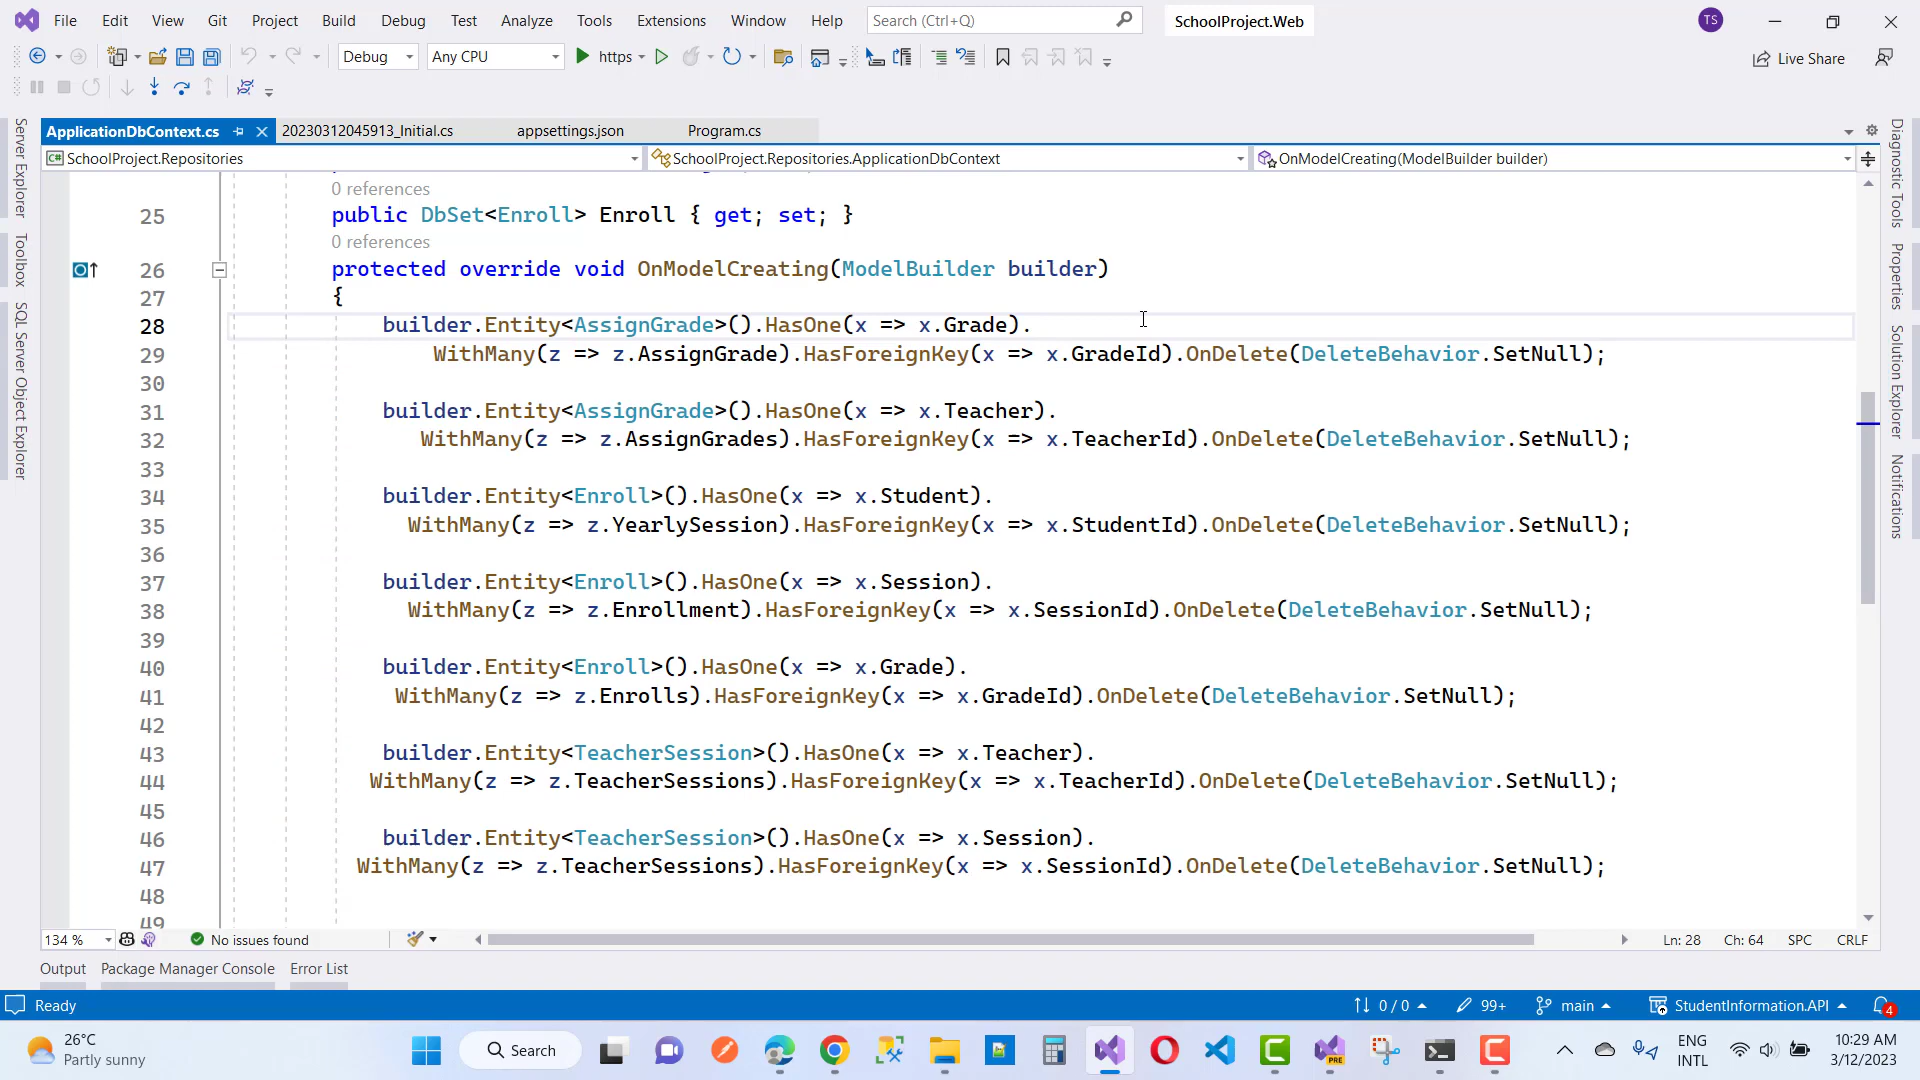 File Edit View Git Project Build Debug Test Analyze Tools Extensions Window Help Search (Ctrl+Q) SchoolProject.Web TS
Debug Any CPU https Live Share
ApplicationDbContext.cs 20230312045913_Initial.cs appsettings.json Program.cs
SchoolProject.Repositories SchoolProject.Repositories.ApplicationDbContext OnModelCreating(ModelBuilder builder)
Server Explorer
Toolbox
SQL Server Object Explorer
0 references
25 public DbSet<Enroll> Enroll { get; set; }
0 references
26 protected override void OnModelCreating(ModelBuilder builder)
27 {
28 builder.Entity<AssignGrade>().HasOne(x => x.Grade).
29 WithMany(z => z.AssignGrade).HasForeignKey(x => x.GradeId).OnDelete(DeleteBehavior.SetNull);
30
31 builder.Entity<AssignGrade>().HasOne(x => x.Teacher).
32 WithMany(z => z.AssignGrades).HasForeignKey(x => x.TeacherId).OnDelete(DeleteBehavior.SetNull);
33
34 builder.Entity<Enroll>().HasOne(x => x.Student).
35 WithMany(z => z.YearlySession).HasForeignKey(x => x.StudentId).OnDelete(DeleteBehavior.SetNull);
36
37 builder.Entity<Enroll>().HasOne(x => x.Session).
38 WithMany(z => z.Enrollment).HasForeignKey(x => x.SessionId).OnDelete(DeleteBehavior.SetNull);
39
40 builder.Entity<Enroll>().HasOne(x => x.Grade).
41 WithMany(z => z.Enrolls).HasForeignKey(x => x.GradeId).OnDelete(DeleteBehavior.SetNull);
42
43 builder.Entity<TeacherSession>().HasOne(x => x.Teacher).
44 WithMany(z => z.TeacherSessions).HasForeignKey(x => x.TeacherId).OnDelete(DeleteBehavior.SetNull);
45
46 builder.Entity<TeacherSession>().HasOne(x => x.Session).
47 WithMany(z => z.TeacherSessions).HasForeignKey(x => x.SessionId).OnDelete(DeleteBehavior.SetNull);
48
49
Diagnostic Tools
Properties
Solution Explorer
Notifications
134 % No issues found Ln: 28 Ch: 64 SPC CRLF
Output Package Manager Console Error List
Ready 0 / 0 99+ main StudentInformation.API 4
26°C
Partly sunny
Search
PRE
ENG
INTL
10:29 AM
3/12/2023